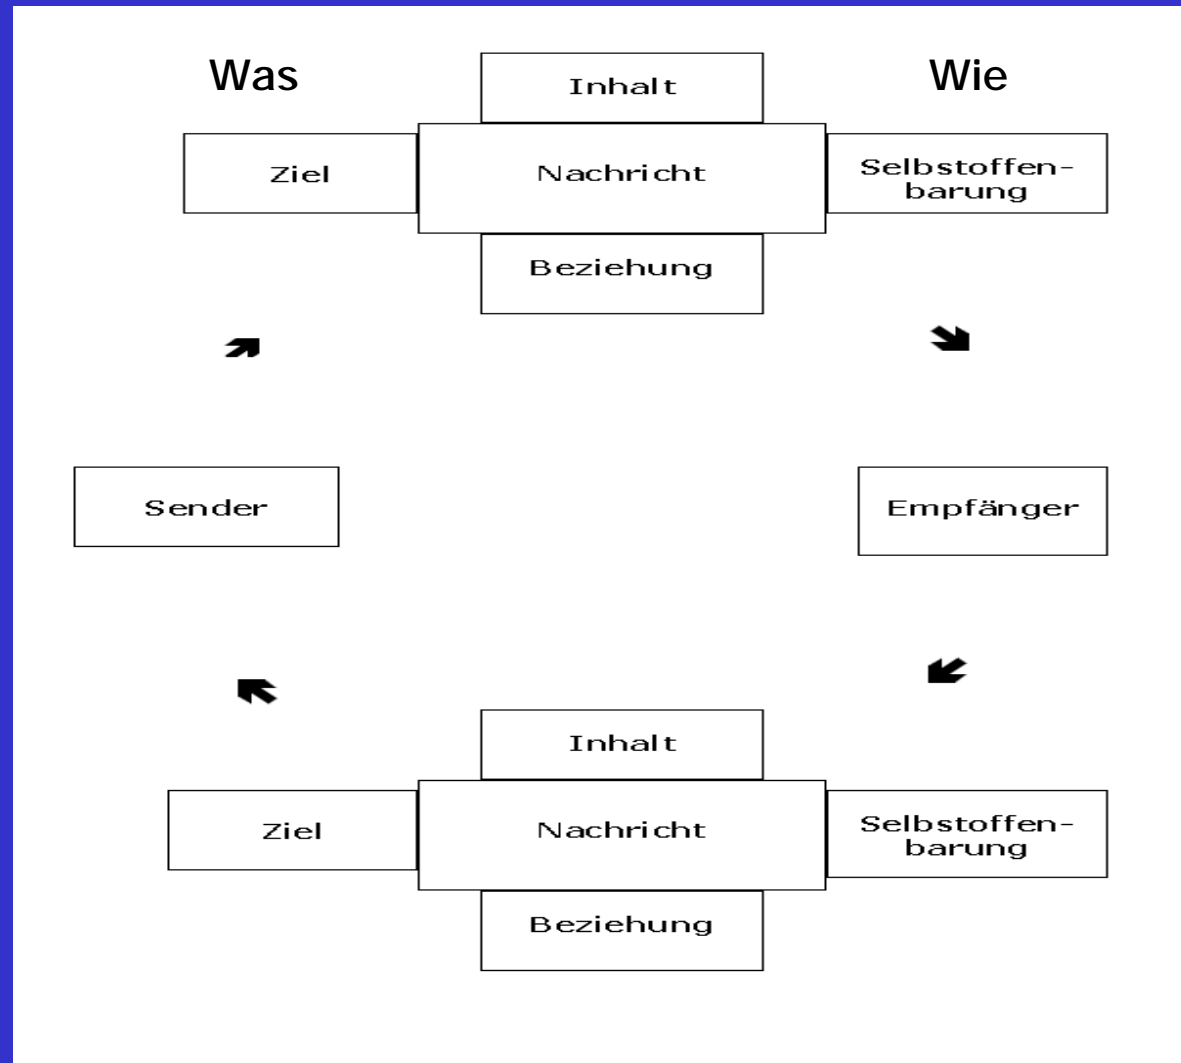 Was
Inhalt
Wie
Ziel
Nachricht
Selbstoffen-
barung
Beziehung
Sender
Empfänger
Inhalt
Ziel
Nachricht
Selbstoffen-
barung
Beziehung